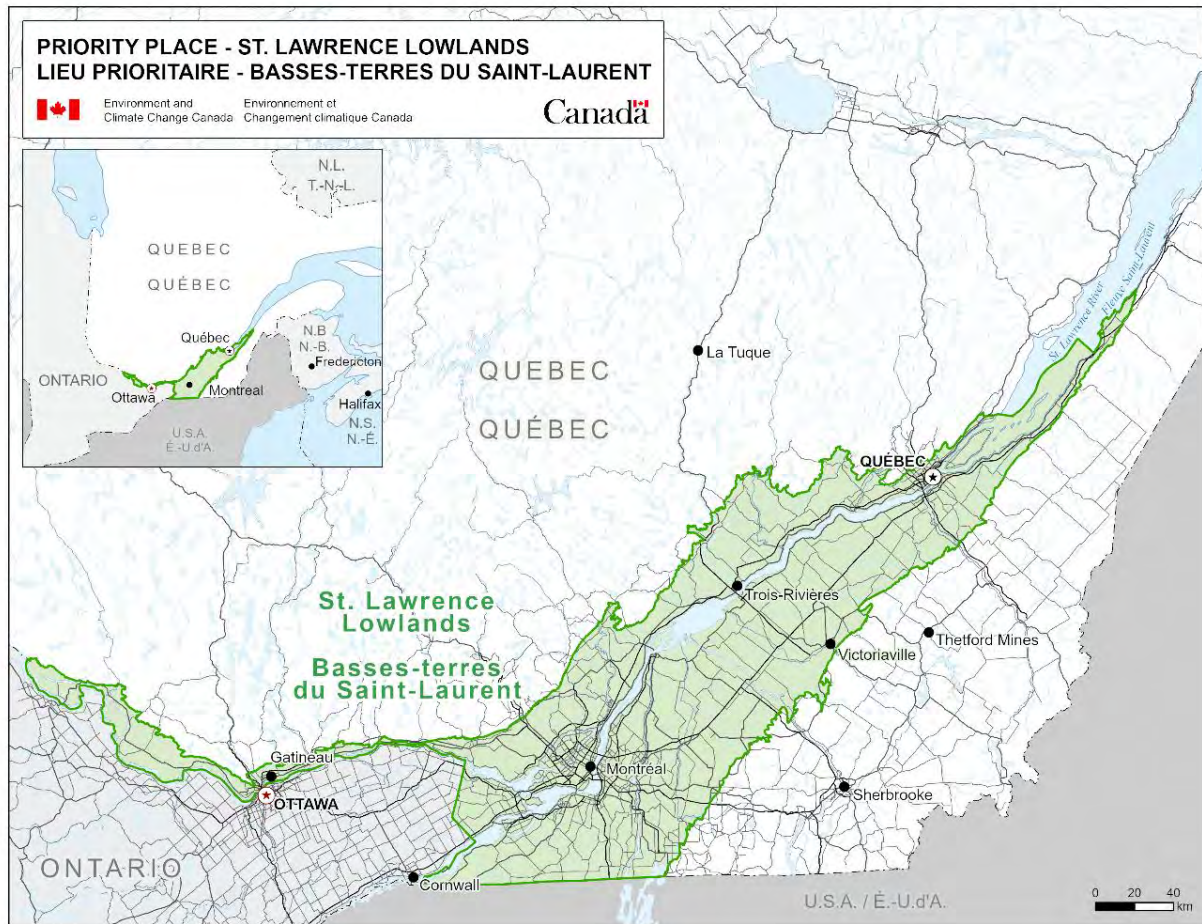 PRIORITY PLACE - ST. LAWRENCE LOWLANDS
LIEU PRIORITAIRE - BASSES-TERRES DU SAINT-LAURENT
Environment and
Climate Change Canada
Environnement et
Changement climatique Canada
Canada
N.L.
T.-N.-L.
QUEBEC
QUÉBEC
Québec
N.B
N.-B.
Fredericton
ONTARIO
Ottawa
Montreal
Halifax
N.S.
N.-É.
U.S.A.
É.-U.d'A.
St. Lawrence River
Fleuve Saint-Laurent
La Tuque
QUEBEC
QUÉBEC
QUÉBEC
Trois-Rivières
St. Lawrence
Lowlands
Basses-terres
du Saint-Laurent
Thetford Mines
Victoriaville
Gatineau
Montréal
OTTAWA
Sherbrooke
ONTARIO
Cornwall
U.S.A. / É.-U.d'A.
0 20 40
km